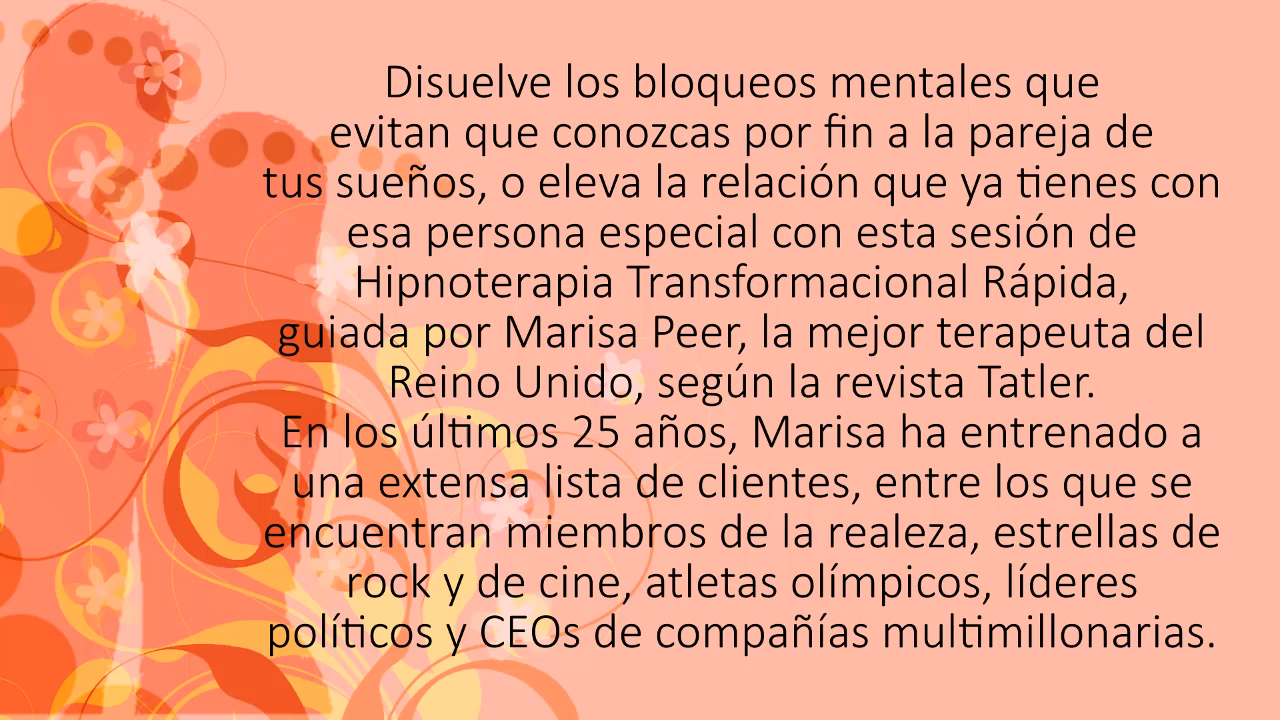 Disuelve los bloqueos mentales que
evitan que conozcas por fin a la pareja de
tus sueños, o eleva la relación que ya tienes con
esa persona especial con esta sesión de
Hipnoterapia Transformacional Rápida,
guiada por Marisa Peer, la mejor terapeuta del
Reino Unido, según la revista Tatler.
En los últimos 25 años, Marisa ha entrenado a
una extensa lista de clientes, entre los que se
encuentran miembros de la realeza, estrellas de
rock y de cine, atletas olímpicos, líderes
políticos y CEOs de compañías multimillonarias.